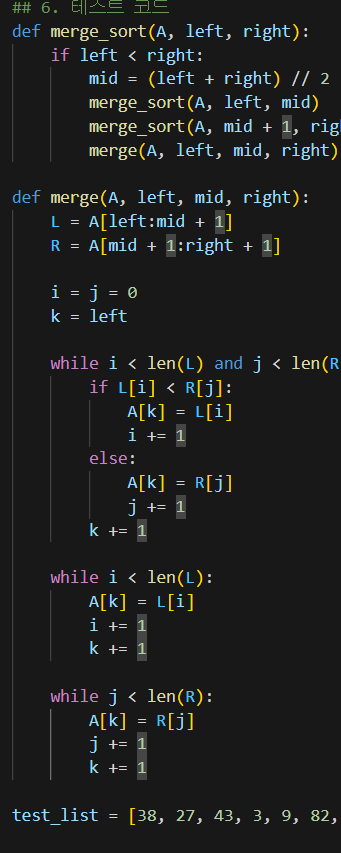 ## 6. 테스트 코드
def merge_sort(A, left, right):
    if left < right:
        mid = (left + right) // 2
        merge_sort(A, left, mid)
        merge_sort(A, mid + 1, righ
        merge(A, left, mid, right)
def merge(A, left, mid, right):
    L = A[left:mid + 1]
    R = A[mid + 1:right + 1]
    i = j = 0
    k = left
    while i < len(L) and j < len(R
        if L[i] < R[j]:
            A[k] = L[i]
            i += 1
        else:
            A[k] = R[j]
            j += 1
        k += 1
    while i < len(L):
        A[k] = L[i]
        i += 1
        k += 1
    while j < len(R):
        A[k] = R[j]
        j += 1
        k += 1
test_list = [38, 27, 43, 3, 9, 82,